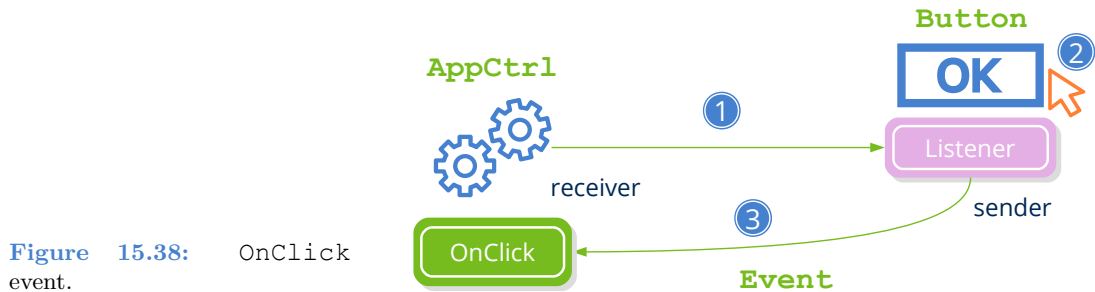 Button
2
OK
AppCtrl
1
Listener
receiver
sender
3
OnClick
Event
Figure 15.38: OnClick
event.